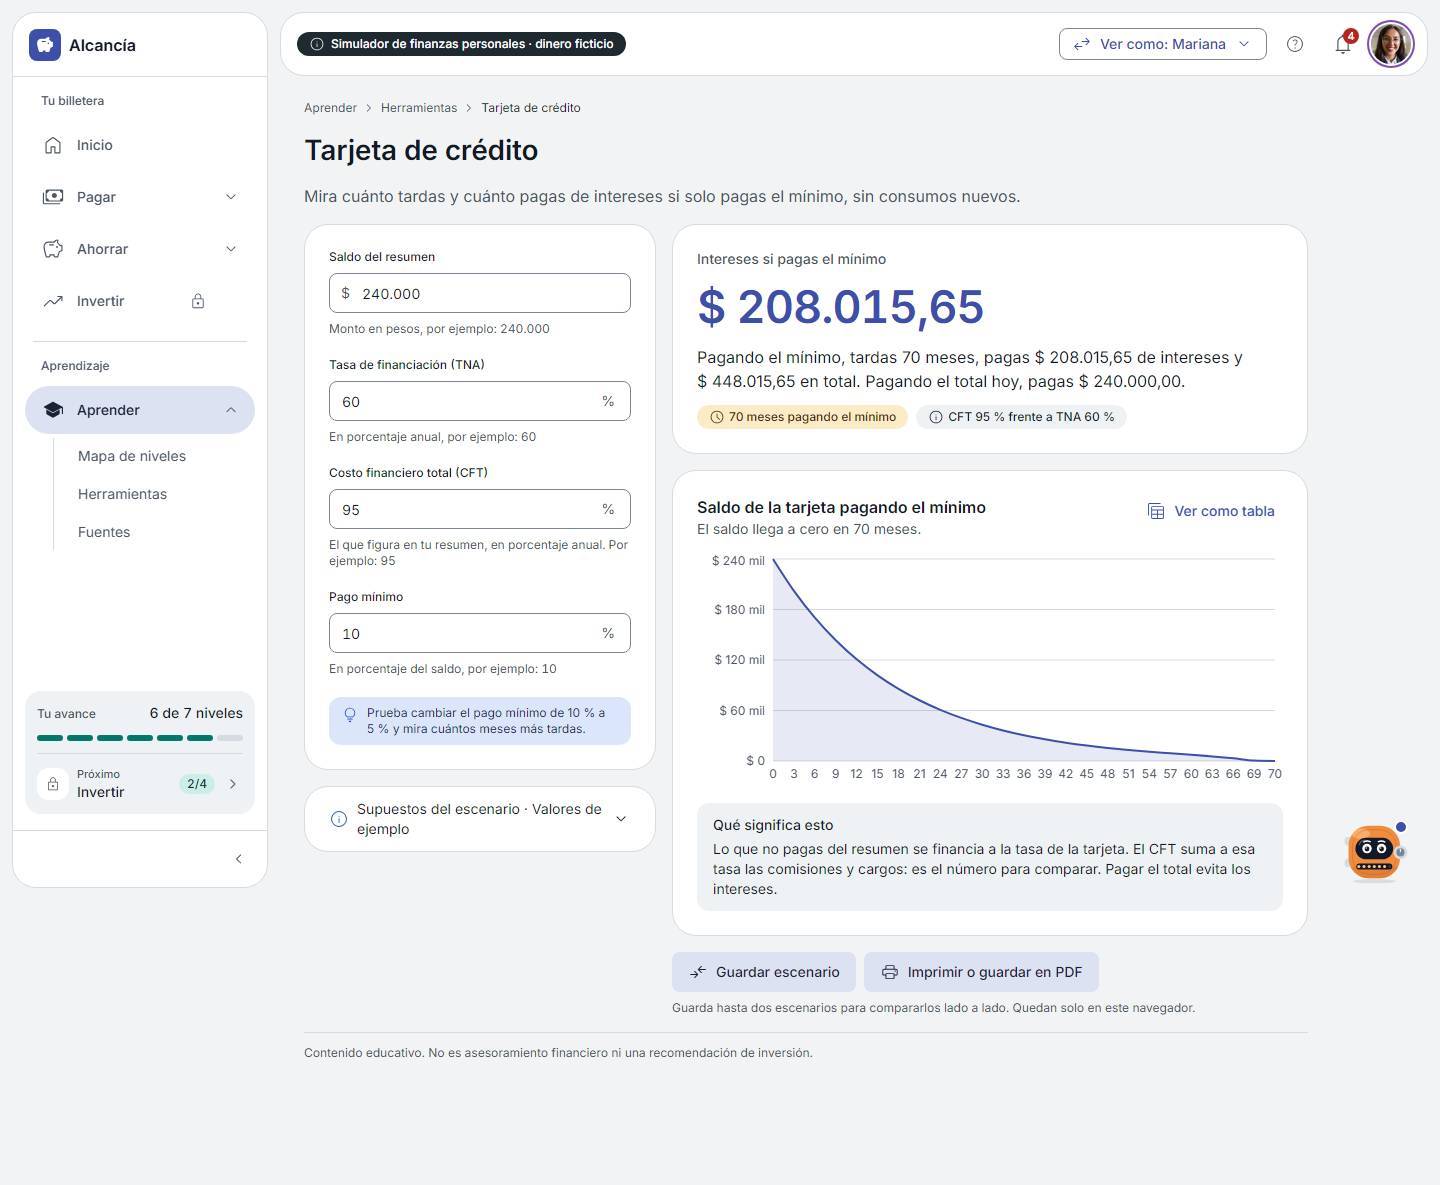 Alcancía
Simulador de finanzas personales · dinero ficticio
Ver como: Mariana
4
Tu billetera
Inicio
Pagar
Ahorrar
Invertir
Aprendizaje
Aprender
Mapa de niveles
Herramientas
Fuentes
Tu avance
6 de 7 niveles
Próximo
Invertir
2/4
Aprender
Herramientas
Tarjeta de crédito
Tarjeta de crédito
Mira cuánto tardas y cuánto pagas de intereses si solo pagas el mínimo, sin consumos nuevos.
Saldo del resumen
$ 240.000
Monto en pesos, por ejemplo: 240.000
Tasa de financiación (TNA)
60 %
En porcentaje anual, por ejemplo: 60
Costo financiero total (CFT)
95 %
El que figura en tu resumen, en porcentaje anual. Por
ejemplo: 95
Pago mínimo
10 %
En porcentaje del saldo, por ejemplo: 10
Prueba cambiar el pago mínimo de 10 % a
5 % y mira cuántos meses más tardas.
Supuestos del escenario · Valores de
ejemplo
Intereses si pagas el mínimo
$ 208.015,65
Pagando el mínimo, tardas 70 meses, pagas $ 208.015,65 de intereses y
$ 448.015,65 en total. Pagando el total hoy, pagas $ 240.000,00.
70 meses pagando el mínimo
CFT 95 % frente a TNA 60 %
Saldo de la tarjeta pagando el mínimo
El saldo llega a cero en 70 meses.
Ver como tabla
$ 240 mil
$ 180 mil
$ 120 mil
$ 60 mil
$ 0
0 3 6 9 12 15 18 21 24 27 30 33 36 39 42 45 48 51 54 57 60 63 66 69 70
Qué significa esto
Lo que no pagas del resumen se financia a la tasa de la tarjeta. El CFT suma a esa
tasa las comisiones y cargos: es el número para comparar. Pagar el total evita los
intereses.
Guardar escenario
Imprimir o guardar en PDF
Guarda hasta dos escenarios para compararlos lado a lado. Quedan solo en este navegador.
Contenido educativo. No es asesoramiento financiero ni una recomendación de inversión.